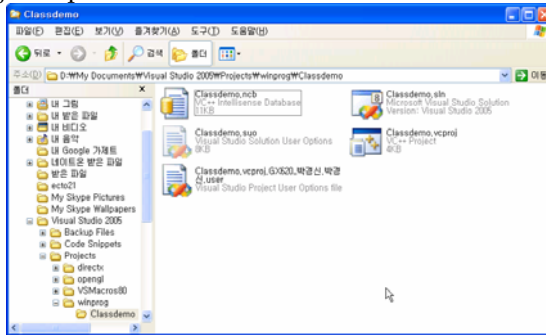 Classdemo
파일(F) 편집(E) 보기(V) 즐겨찾기(A) 도구(T) 도움말(H)
뒤로 검색 폴더
주소(D) D:₩My Documents₩Visual Studio 2005₩Projects₩winprog₩Classdemo 이동
폴더 x
내 그림
내 받은 파일
내 비디오
내 음악
내 Google 가제트
네이트온 받은 파일
받은 파일
ecto21
My Skype Pictures
My Skype Wallpapers
Visual Studio 2005
Backup Files
Code Snippets
Projects
directx
opengl
VSMacros80
winprog
Classdemo
Classdemo,ncb
VC++ Intellisense Database
11KB
Classdemo,sln
Microsoft Visual Studio Solution
Version: Visual Studio 2005
Classdemo,suo
Visual Studio Solution User Options
8KB
Classdemo,vcproj
VC++ Project
4KB
Classdemo,vcproj,GX620,박경신,박경
신,user
Visual Studio Project User Options file